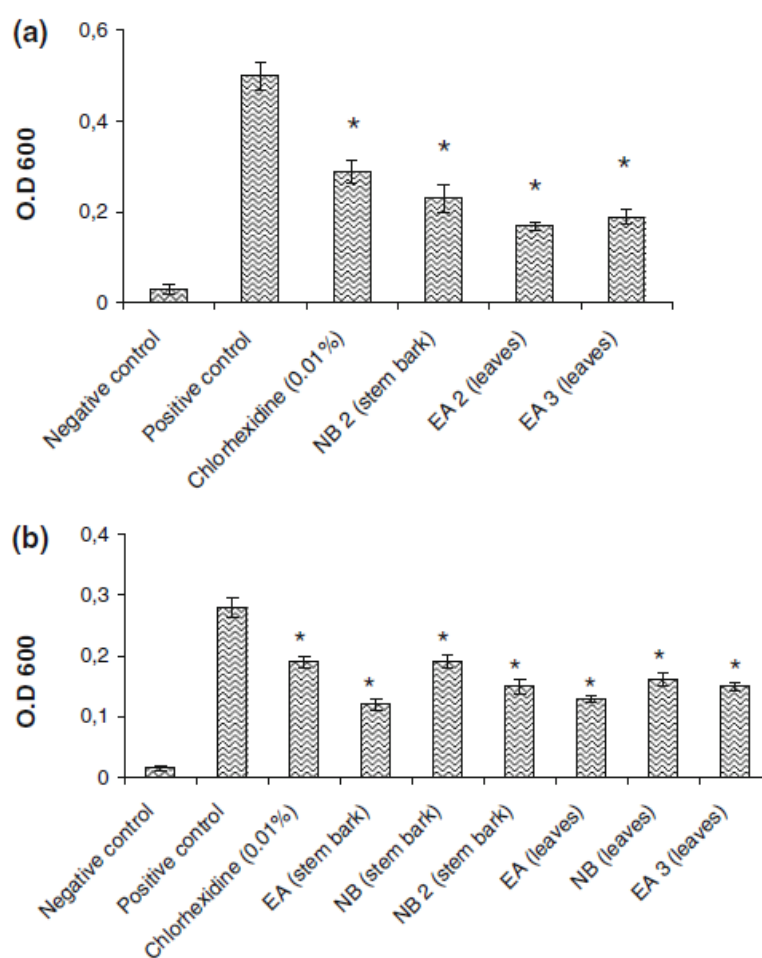 (a)
O.D 600
0,6
0,4
0,2
0
*
*
*
*
Negative control
Positive control
Chlorhexidine (0.01%)
NB 2 (stem bark)
EA 2 (leaves)
EA 3 (leaves)
(b)
O.D 600
0,4
0,3
0,2
0,1
0
*
*
*
*
*
*
*
Negative control
Positive control
Chlorhexidine (0.01%)
EA (stem bark)
NB (stem bark)
NB 2 (stem bark)
EA (leaves)
NB (leaves)
EA 3 (leaves)